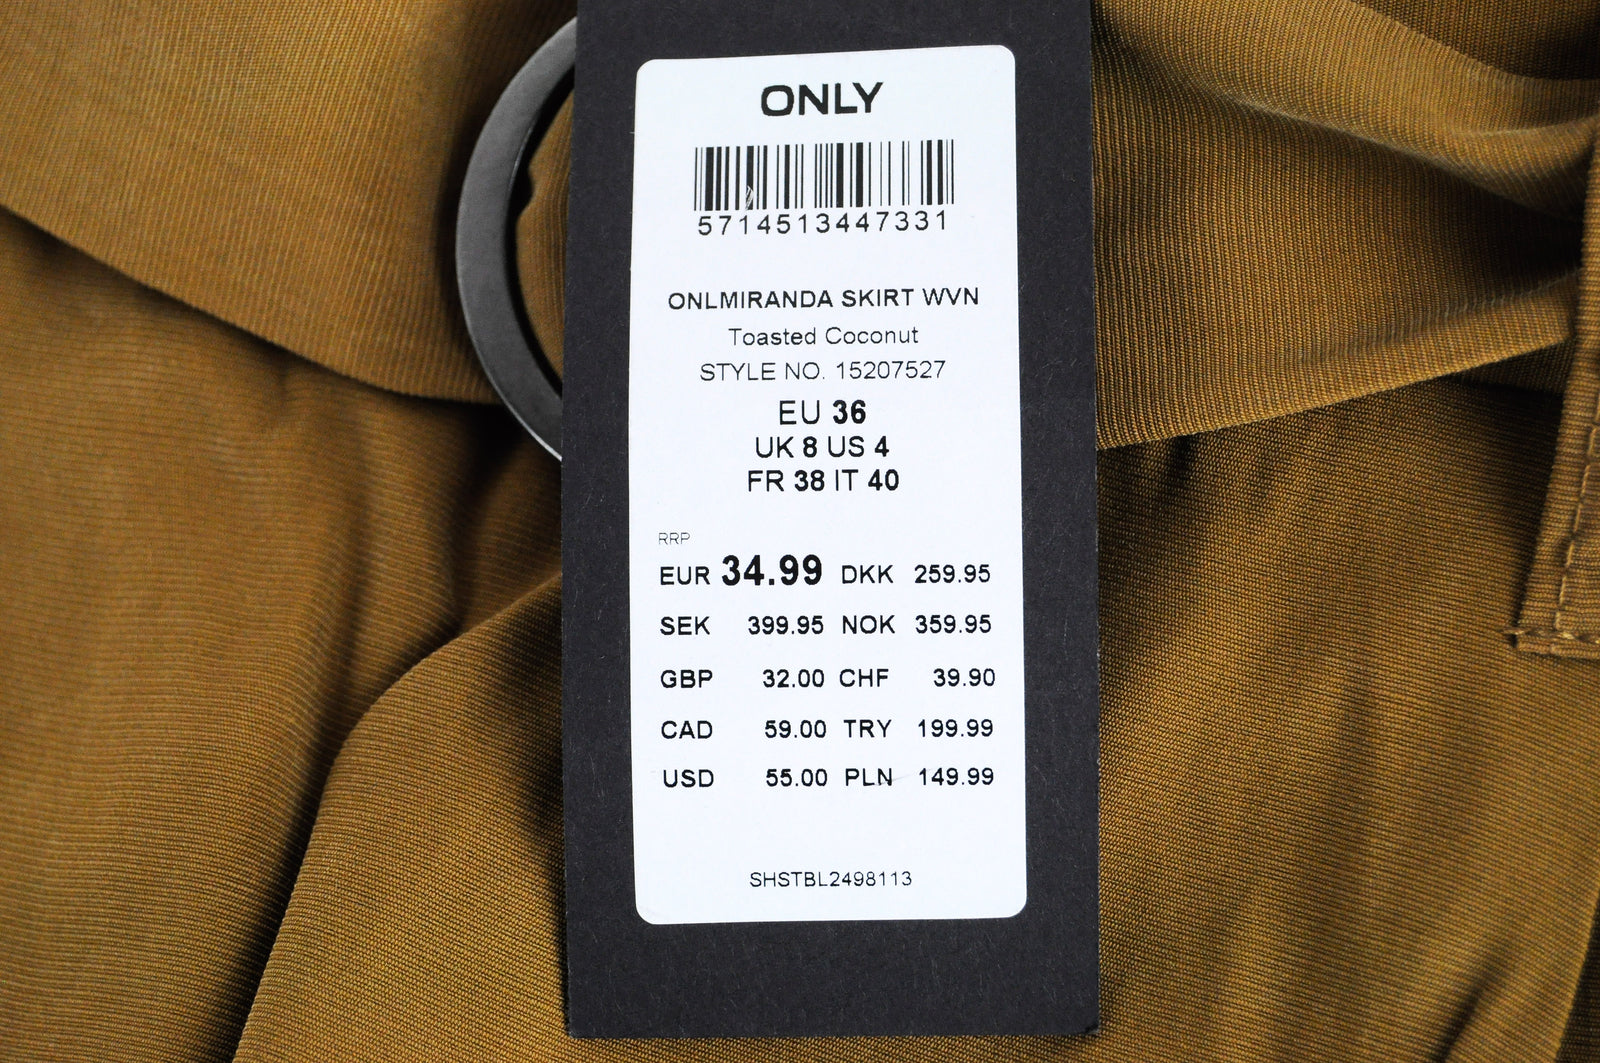 ONLY
5714513447331
ONLMIRANDA SKIRT WVN
Toasted Coconut
STYLE NO. 15207527
EU 36
UK 8 US 4
FR 38 IT 40
RRP
EUR 34.99 DKK 259.95
SEK 399.95 NOK 359.95
GBP 32.00 CHF 39.90
CAD 59.00 TRY 199.99
USD 55.00 PLN 149.99
SHSTBL2498113